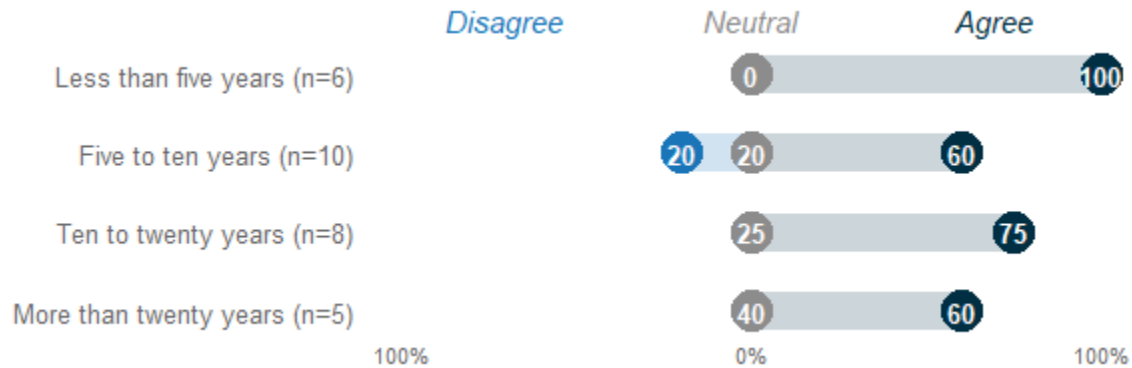 Disagree Neutral Agree
Less than five years (n=6) 0 100
Five to ten years (n=10) 20 20 60
Ten to twenty years (n=8) 25 75
More than twenty years (n=5) 40 60
100% 0% 100%